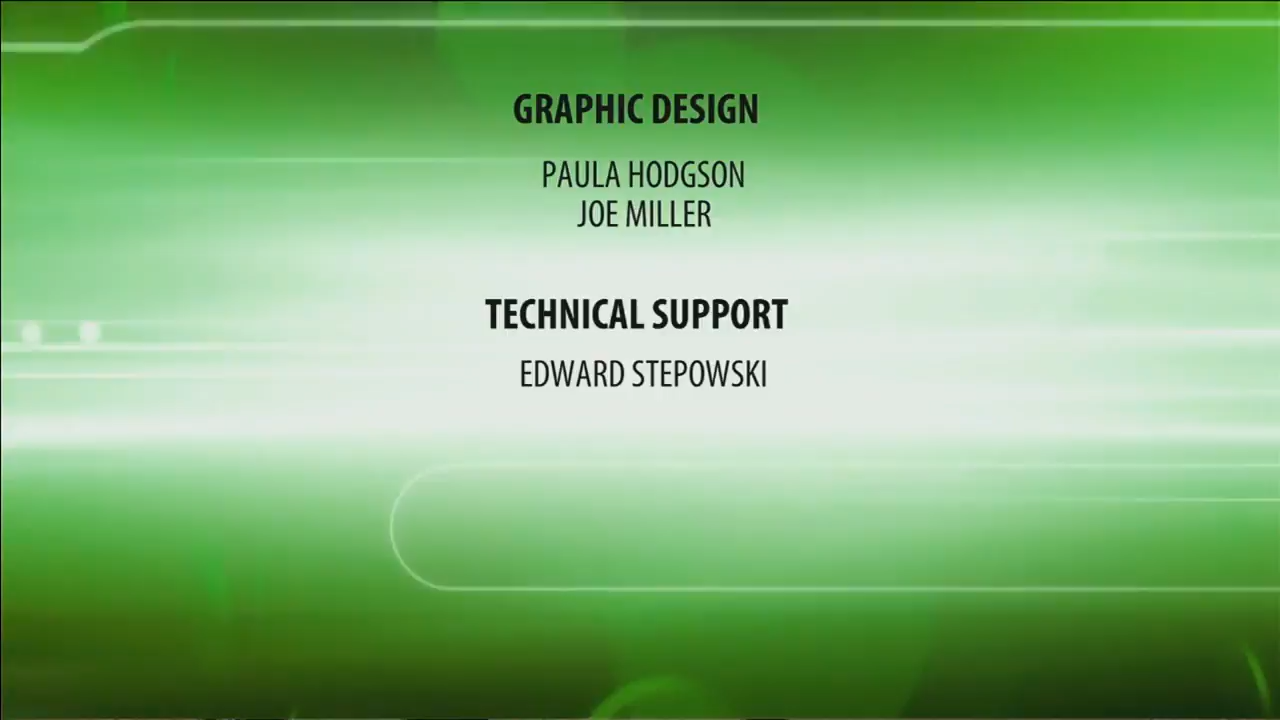 GRAPHIC DESIGN
PAULA HODGSON
JOE MILLER
TECHNICAL SUPPORT
EDWARD STEPOWSKI